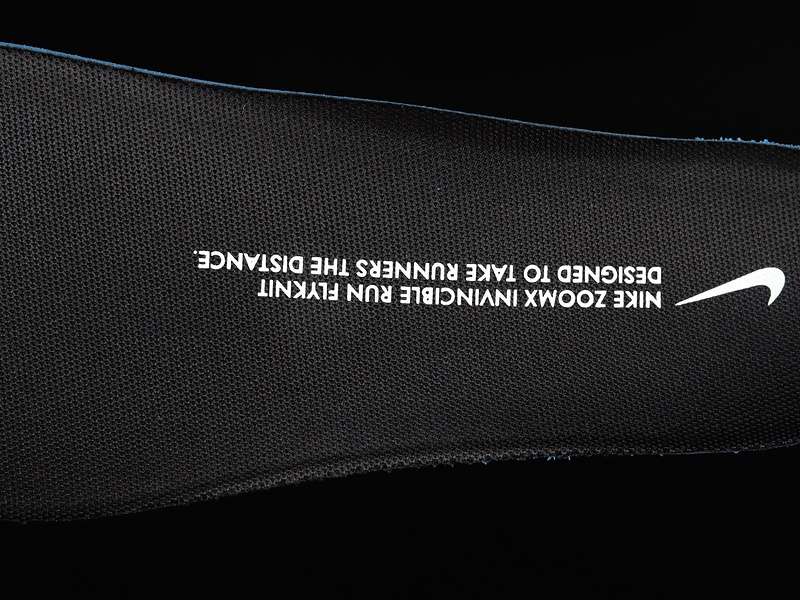 NIKE ZOOMX INVINCIBLE RUN FLYKNIT
DESIGNED TO TAKE RUNNERS THE DISTANCE.